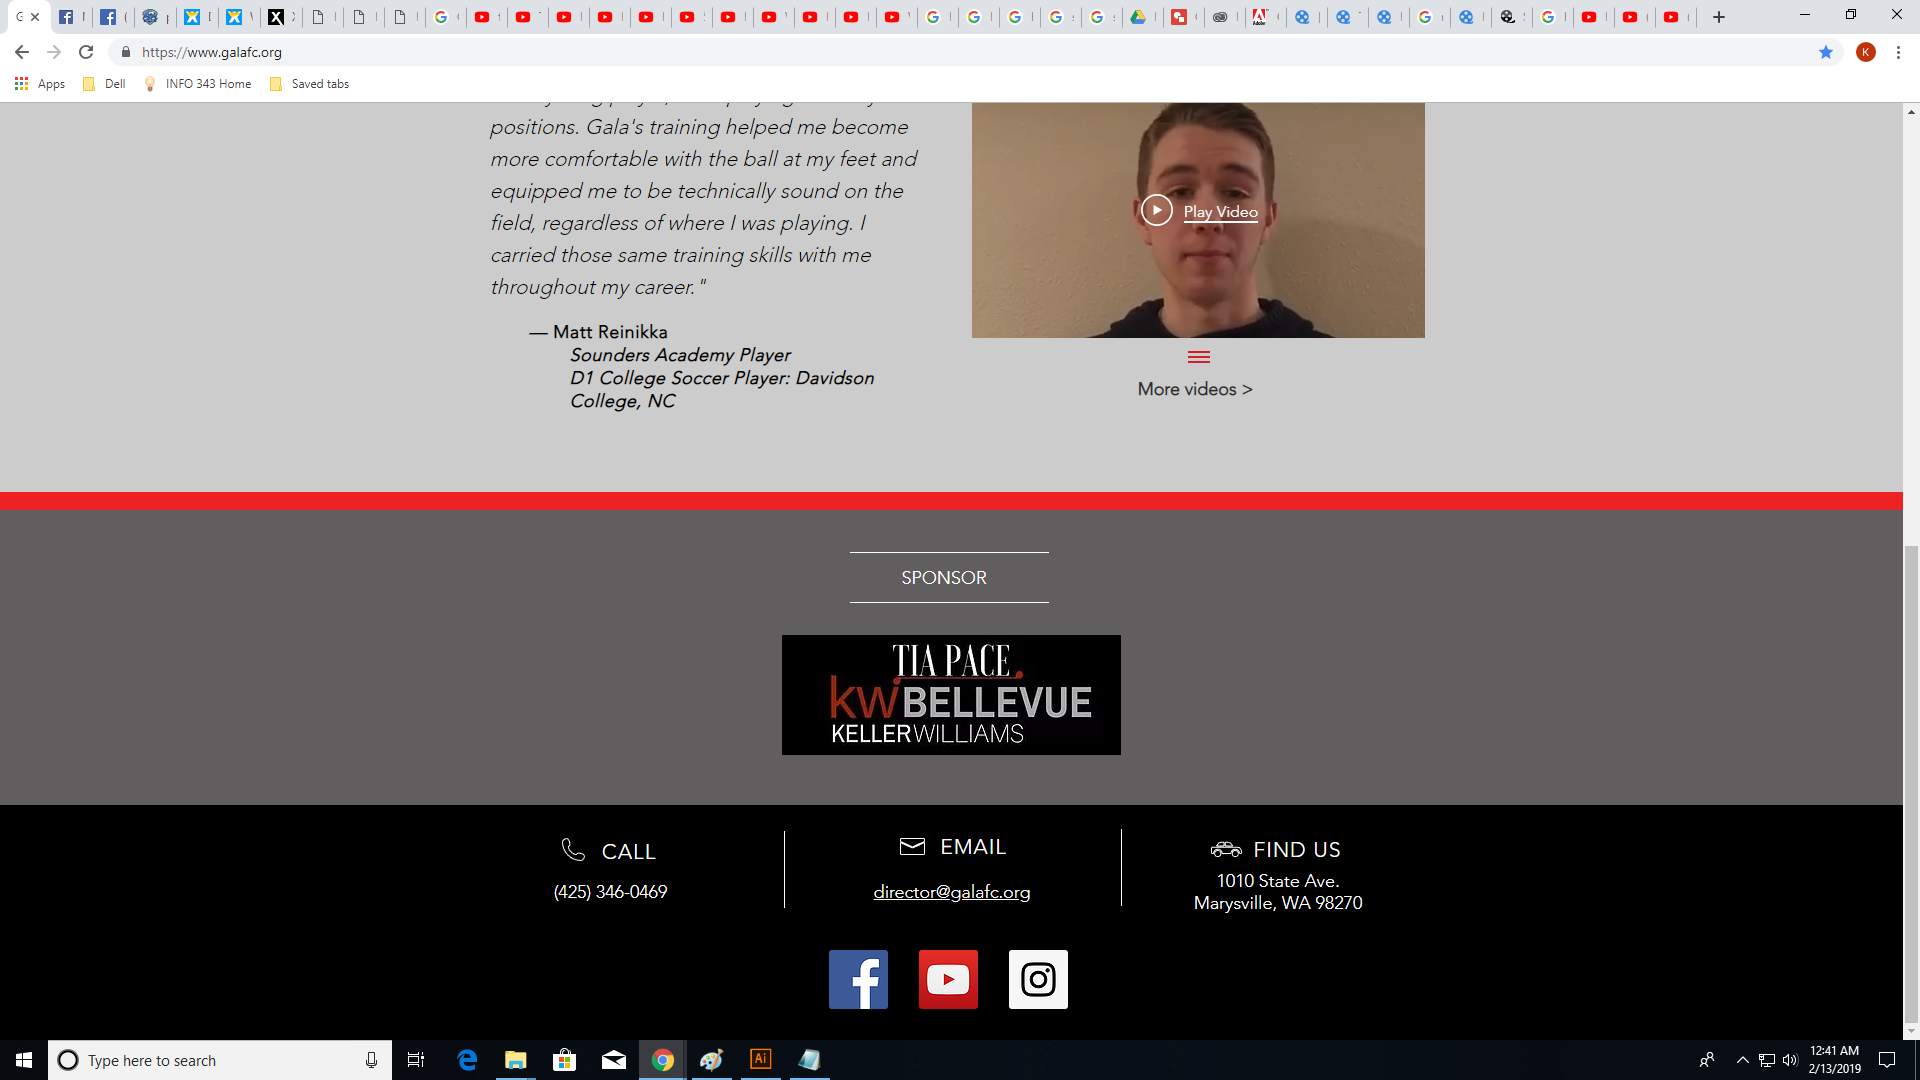 https://www.galafc.org
K
Apps
Dell
INFO 343 Home
Saved tabs
positions. Gala's training helped me become
more comfortable with the ball at my feet and
equipped me to be technically sound on the
field, regardless of where I was playing. I
carried those same training skills with me
throughout my career."
— Matt Reinikka
Sounders Academy Player
D1 College Soccer Player: Davidson
College, NC
Play Video
More videos >
SPONSOR
TIA PACE
kwBELLEVUE
KELLERWILLIAMS
CALL
(425) 346-0469
EMAIL
director@galafc.org
FIND US
1010 State Ave.
Marysville, WA 98270
Type here to search
Ai
12:41 AM
2/13/2019